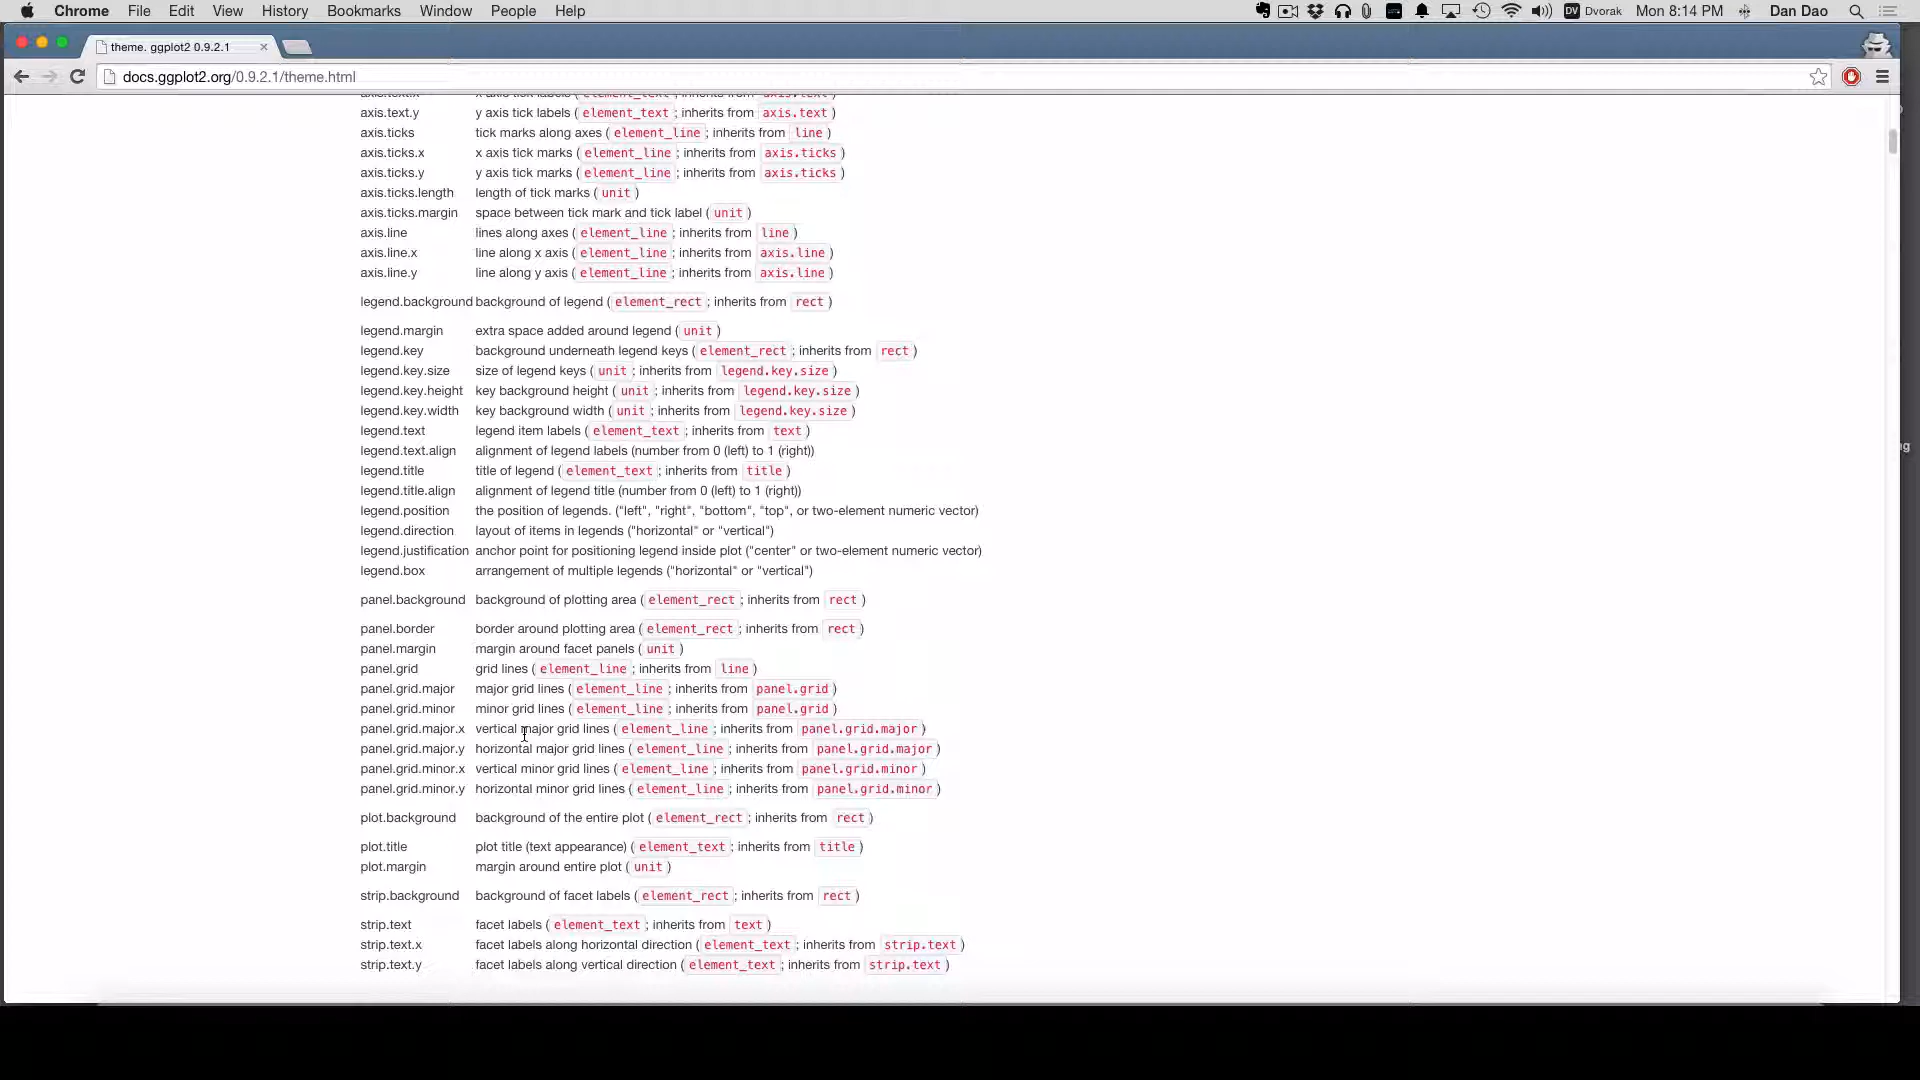 Chrome File Edit View History Bookmarks Window People Help DV Dvorak Mon 8:14 PM Dan Dao
theme. ggplot2 0.9.2.1
docs.ggplot2.org/0.9.2.1/theme.html
axis.text.y y axis tick labels ( element_text ; inherits from axis.text )
axis.ticks tick marks along axes ( element_line ; inherits from line )
axis.ticks.x x axis tick marks ( element_line ; inherits from axis.ticks )
axis.ticks.y y axis tick marks ( element_line ; inherits from axis.ticks )
axis.ticks.length length of tick marks ( unit )
axis.ticks.margin space between tick mark and tick label ( unit )
axis.line lines along axes ( element_line ; inherits from line )
axis.line.x line along x axis ( element_line ; inherits from axis.line )
axis.line.y line along y axis ( element_line ; inherits from axis.line )
legend.background background of legend ( element_rect ; inherits from rect )
legend.margin extra space added around legend ( unit )
legend.key background underneath legend keys ( element_rect ; inherits from rect )
legend.key.size size of legend keys ( unit ; inherits from legend.key.size )
legend.key.height key background height ( unit ; inherits from legend.key.size )
legend.key.width key background width ( unit ; inherits from legend.key.size )
legend.text legend item labels ( element_text ; inherits from text )
legend.text.align alignment of legend labels (number from 0 (left) to 1 (right))
legend.title title of legend ( element_text ; inherits from title )
legend.title.align alignment of legend title (number from 0 (left) to 1 (right))
legend.position the position of legends. ("left", "right", "bottom", "top", or two-element numeric vector)
legend.direction layout of items in legends ("horizontal" or "vertical")
legend.justification anchor point for positioning legend inside plot ("center" or two-element numeric vector)
legend.box arrangement of multiple legends ("horizontal" or "vertical")
panel.background background of plotting area ( element_rect ; inherits from rect )
panel.border border around plotting area ( element_rect ; inherits from rect )
panel.margin margin around facet panels ( unit )
panel.grid grid lines ( element_line ; inherits from line )
panel.grid.major major grid lines ( element_line ; inherits from panel.grid )
panel.grid.minor minor grid lines ( element_line ; inherits from panel.grid )
panel.grid.major.x vertical major grid lines ( element_line ; inherits from panel.grid.major )
panel.grid.major.y horizontal major grid lines ( element_line ; inherits from panel.grid.major )
panel.grid.minor.x vertical minor grid lines ( element_line ; inherits from panel.grid.minor )
panel.grid.minor.y horizontal minor grid lines ( element_line ; inherits from panel.grid.minor )
plot.background background of the entire plot ( element_rect ; inherits from rect )
plot.title plot title (text appearance) ( element_text ; inherits from title )
plot.margin margin around entire plot ( unit )
strip.background background of facet labels ( element_rect ; inherits from rect )
strip.text facet labels ( element_text ; inherits from text )
strip.text.x facet labels along horizontal direction ( element_text ; inherits from strip.text )
strip.text.y facet labels along vertical direction ( element_text ; inherits from strip.text )